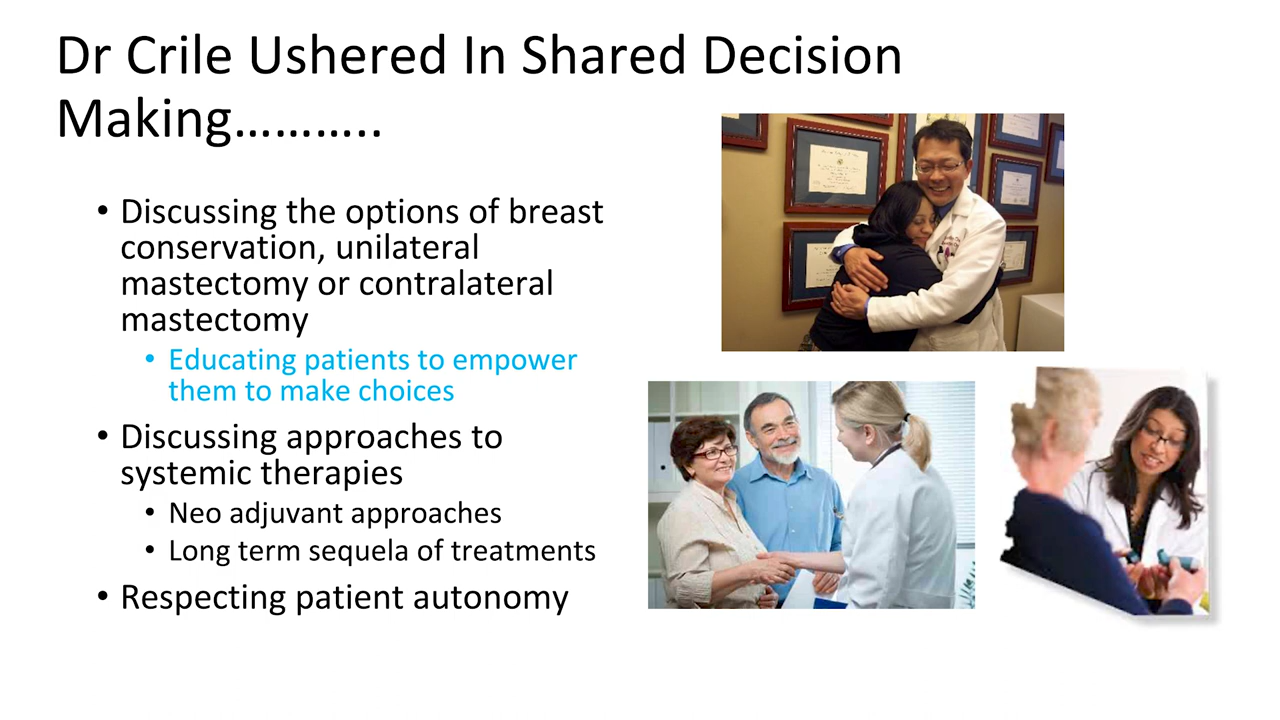 Dr Crile Ushered In Shared Decision
Making………..
• Discussing the options of breast
conservation, unilateral
mastectomy or contralateral
mastectomy
• Educating patients to empower
them to make choices
• Discussing approaches to
systemic therapies
• Neo adjuvant approaches
• Long term sequela of treatments
• Respecting patient autonomy